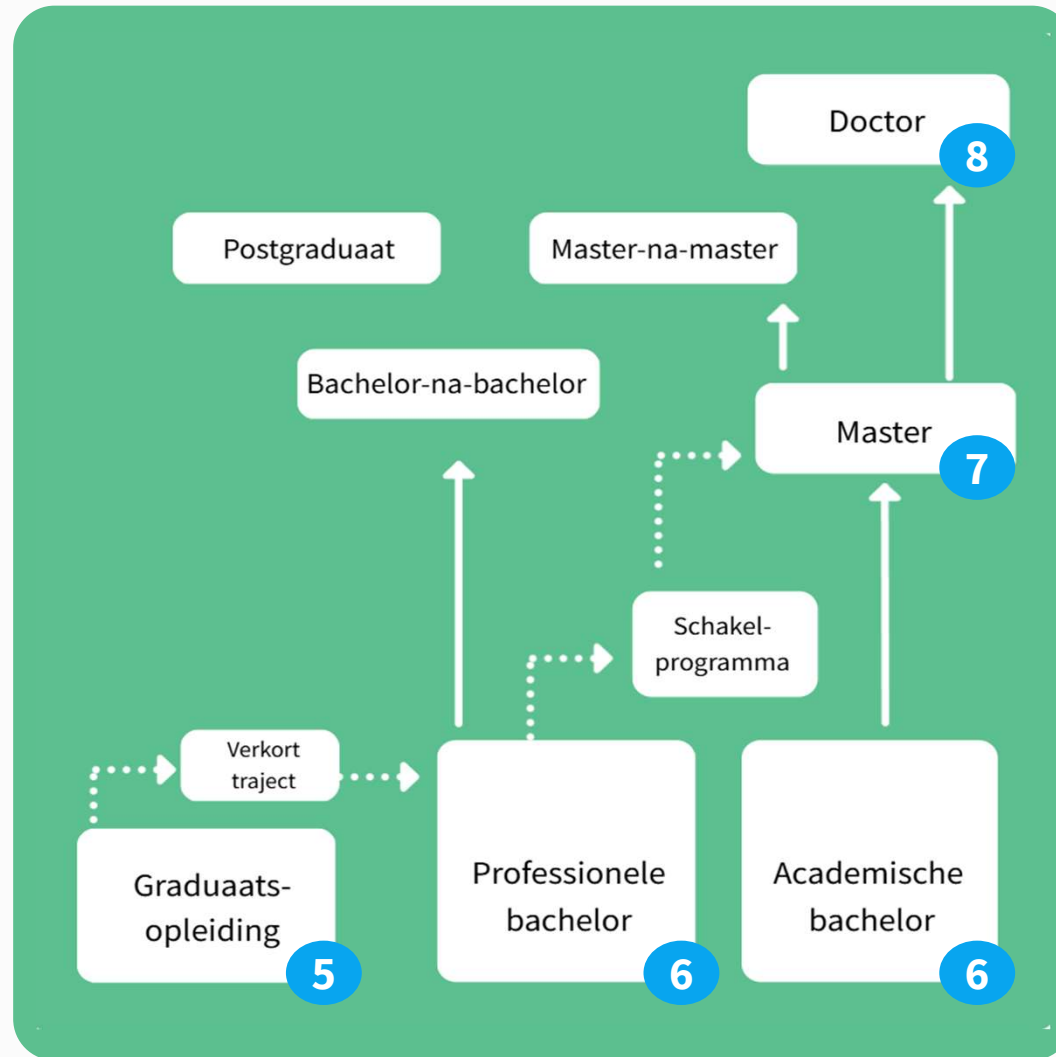 Doctor
8
Postgraduaat
Master-na-master
Bachelor-na-bachelor
Master
7
Schakel-
programma
Verkort
traject
Graduaats-
opleiding
5
Professionele
bachelor
6
Academische
bachelor
6